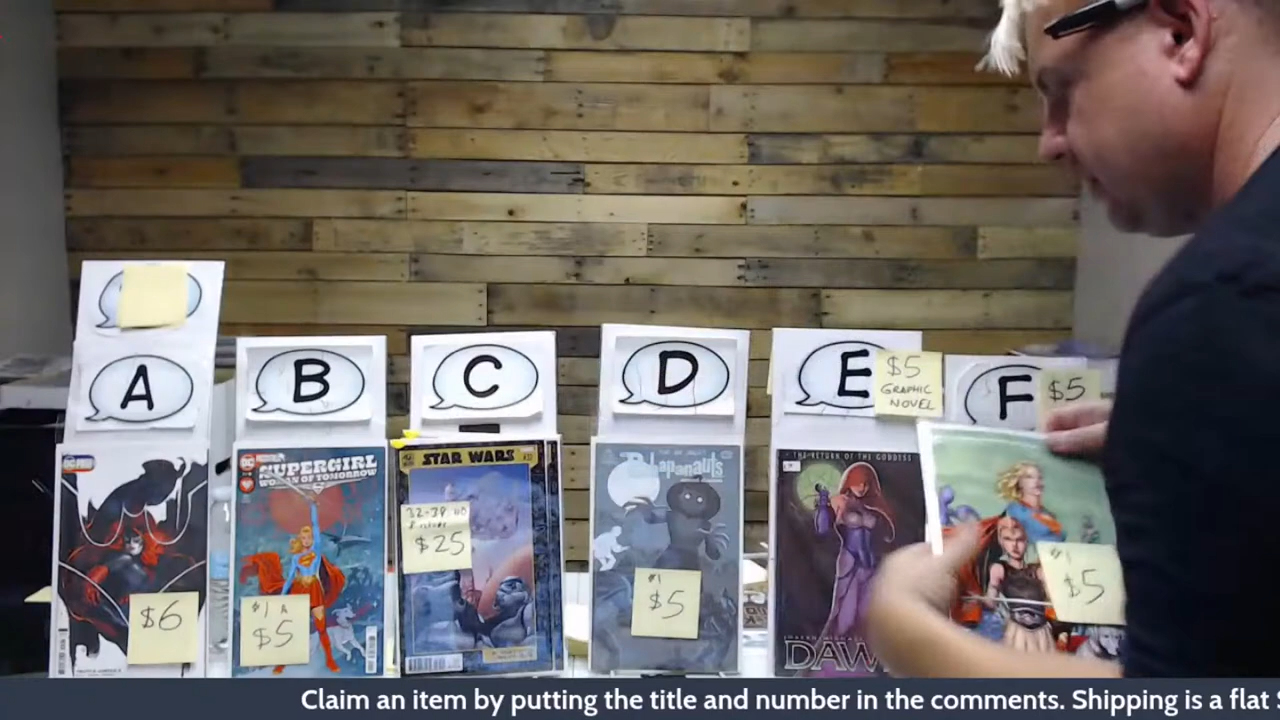 A
B
C
D
E
$5
GRAPHIC
NOVEL
F
$5
SUPERGIRL
WOMAN OF TOMORROW
STAR WARS
THE RETURN OF THE GODDESS
$6
#1 A
$5
$25
#1
$5
DAW
#1
$5
Claim an item by putting the title and number in the comments. Shipping is a flat